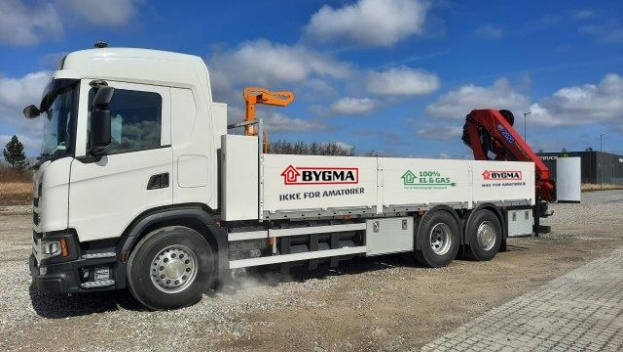 BYGMA
IKKE FOR AMATØRER
100%
EL & GAS
BYGMA
IKKE FOR AMATØRER